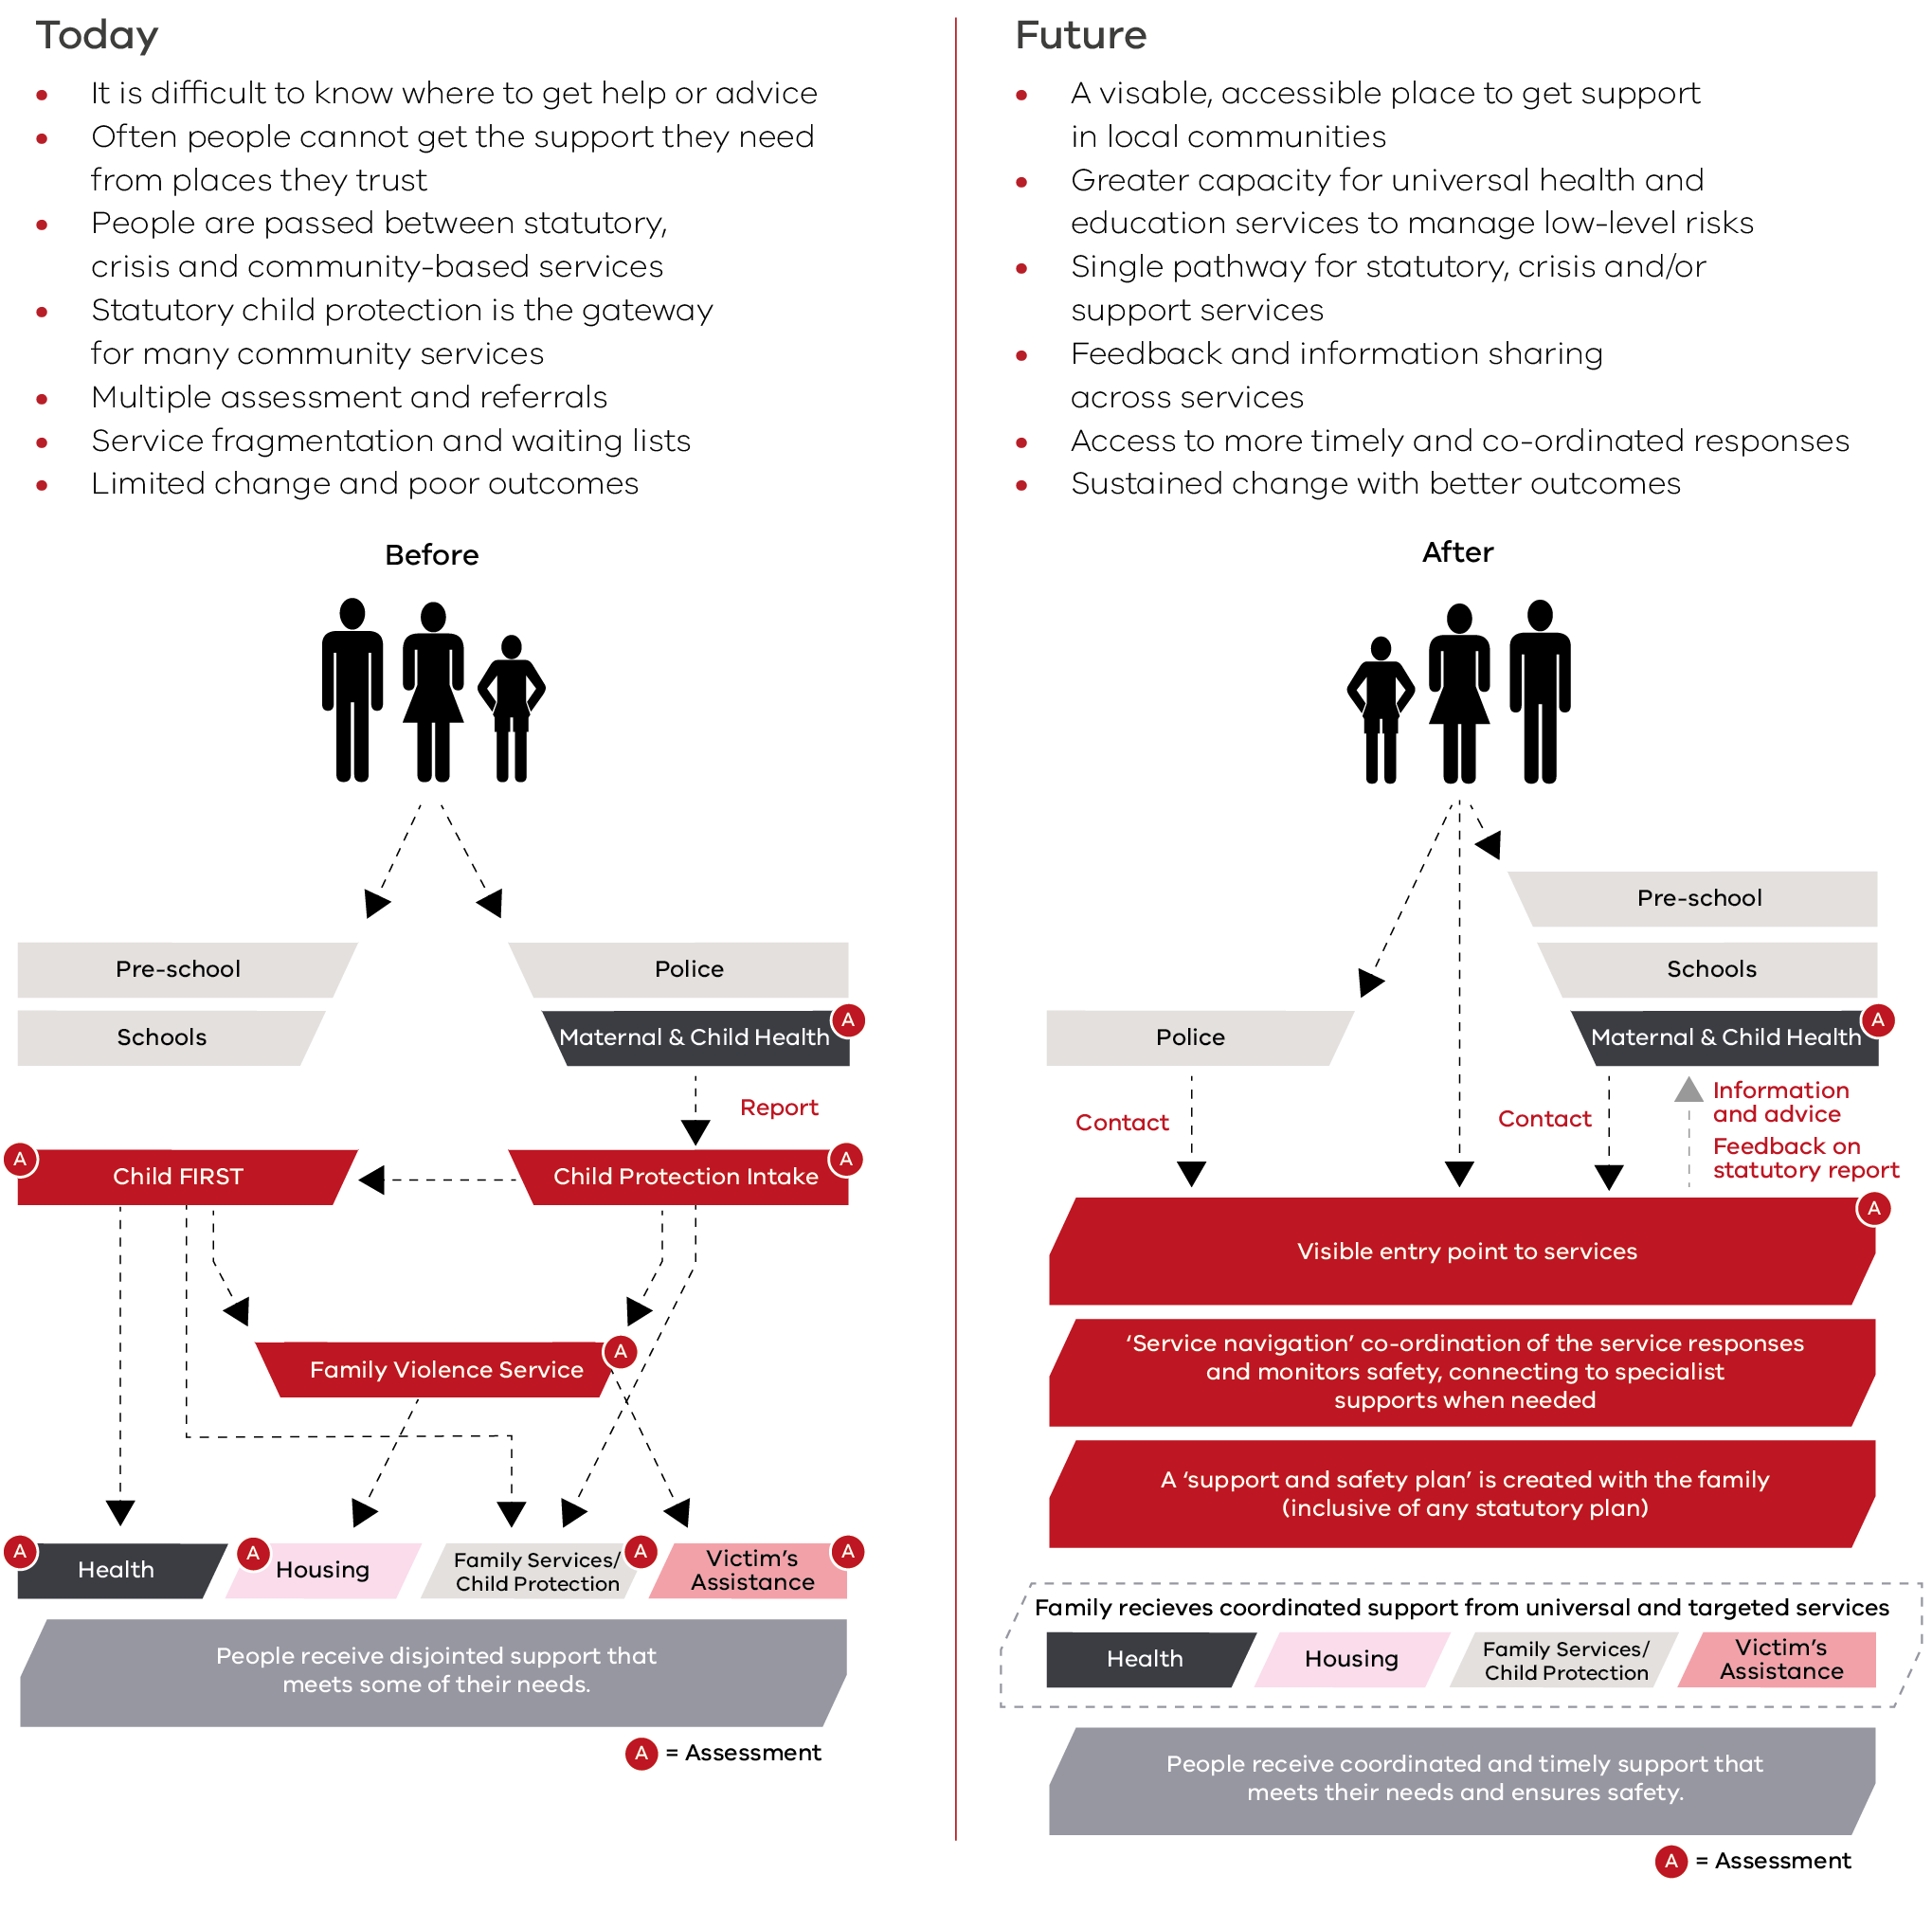 Today
It is difficult to know where to get help or advice
Often people cannot get the support they need
from places they trust
People are passed between statutory,
crisis and community-based services
Statutory child protection is the gateway
for many community services
Multiple assessment and referrals
Service fragmentation and waiting lists
Limited change and poor outcomes
Before
Pre-school
Police
Schools
Maternal & Child Health
A
Report
A
Child FIRST
Child Protection Intake
A
Family Violence Service
A
A
Health
A
Housing
Family Services/
Child Protection
A
Victim's
Assistance
A
People receive disjointed support that
meets some of their needs.
A = Assessment
Future
A visable, accessible place to get support
in local communities
Greater capacity for universal health and
education services to manage low-level risks
Single pathway for statutory, crisis and/or
support services
Feedback and information sharing
across services
Access to more timely and co-ordinated responses
Sustained change with better outcomes
After
Pre-school
Schools
Police
Maternal & Child Health
A
Contact
Contact
Information
and advice
Feedback on
statutory report
A
Visible entry point to services
‘Service navigation’ co-ordination of the service responses
and monitors safety, connecting to specialist
supports when needed
A ‘support and safety plan’ is created with the family
(inclusive of any statutory plan)
Family recieves coordinated support from universal and targeted services
Health
Housing
Family Services/
Child Protection
Victim's
Assistance
People receive coordinated and timely support that
meets their needs and ensures safety.
A = Assessment